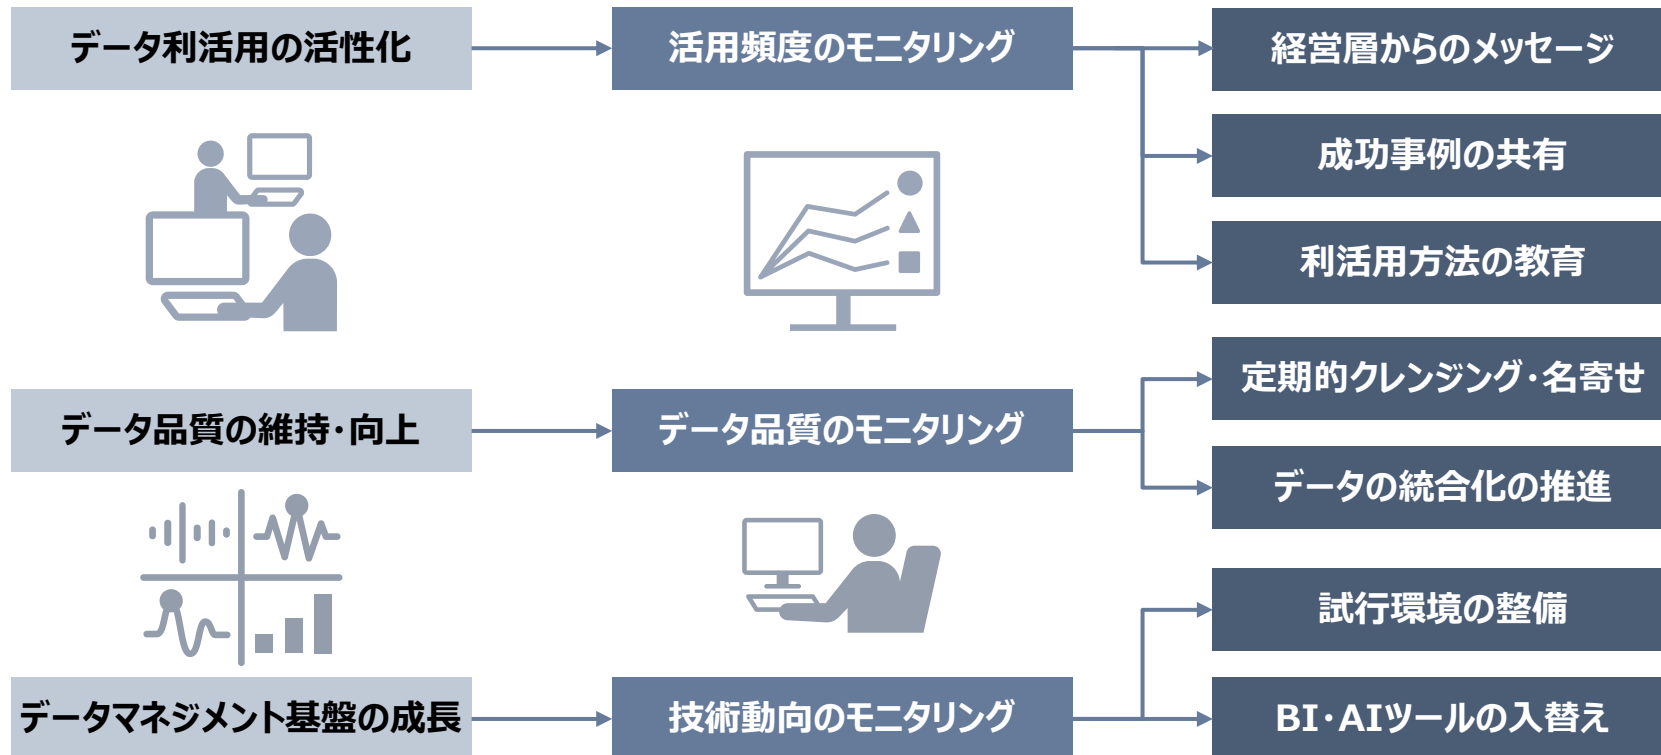 データ利活用の活性化
活用頻度のモニタリング
経営層からのメッセージ
成功事例の共有
利活用方法の教育
データ品質の維持・向上
データ品質のモニタリング
定期的クレンジング・名寄せ
データの統合化の推進
データマネジメント基盤の成長
技術動向のモニタリング
試行環境の整備
BI・AIツールの入替え